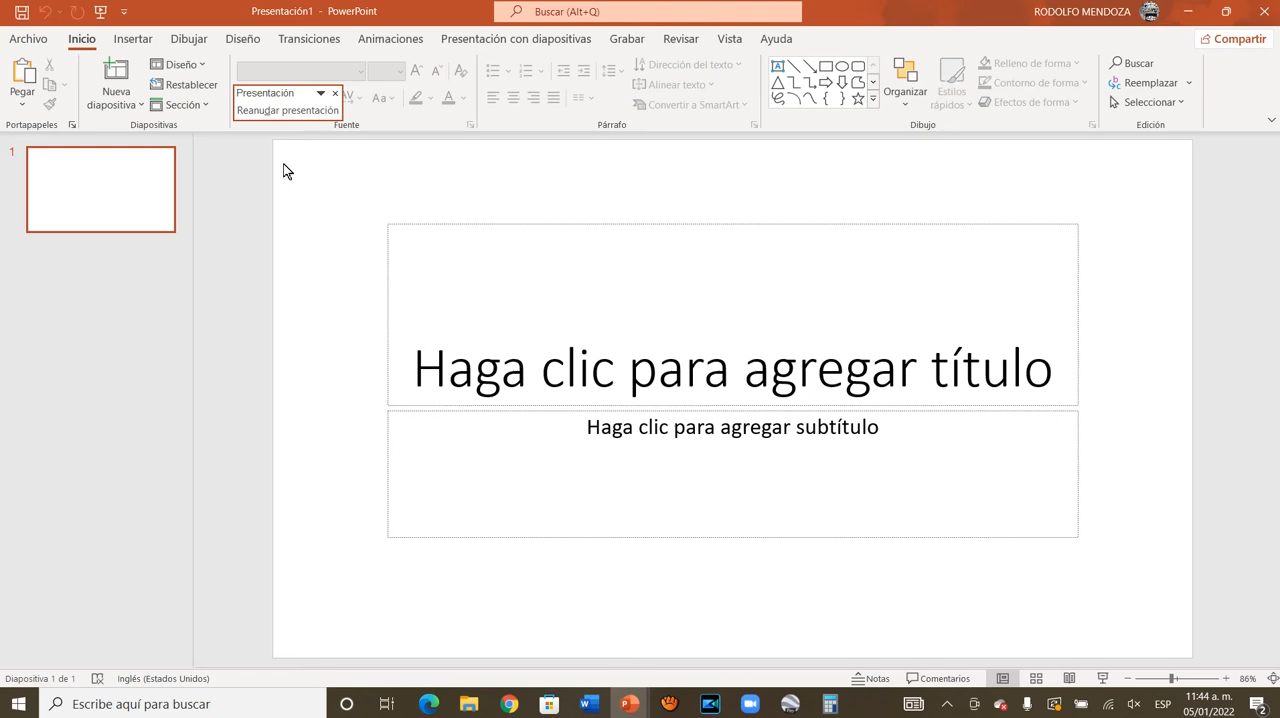 Presentación1 - PowerPoint
Buscar (Alt+Q)
RODOLFO MENDOZA
Archivo
Inicio
Insertar
Dibujar
Diseño
Transiciones
Animaciones
Presentación con diapositivas
Grabar
Revisar
Vista
Ayuda
Compartir
Pegar
Nueva
diapositiva
Diseño
Restablecer
Sección
Presentación
Reanudar presentación
Aa
A
Dirección del texto
Alinear texto
Convertir a SmartArt
Organizar
Estilos
rápidos
Relleno de forma
Contorno de forma
Efectos de forma
Buscar
Reemplazar
Seleccionar
Portapapeles
Diapositivas
Fuente
Párrafo
Dibujo
Edición
1
Haga clic para agregar título
Haga clic para agregar subtítulo
Diapositiva 1 de 1
Inglés (Estados Unidos)
Notas
Comentarios
86%
Escribe aquí para buscar
ESP
11:44 a. m.
05/01/2022
2